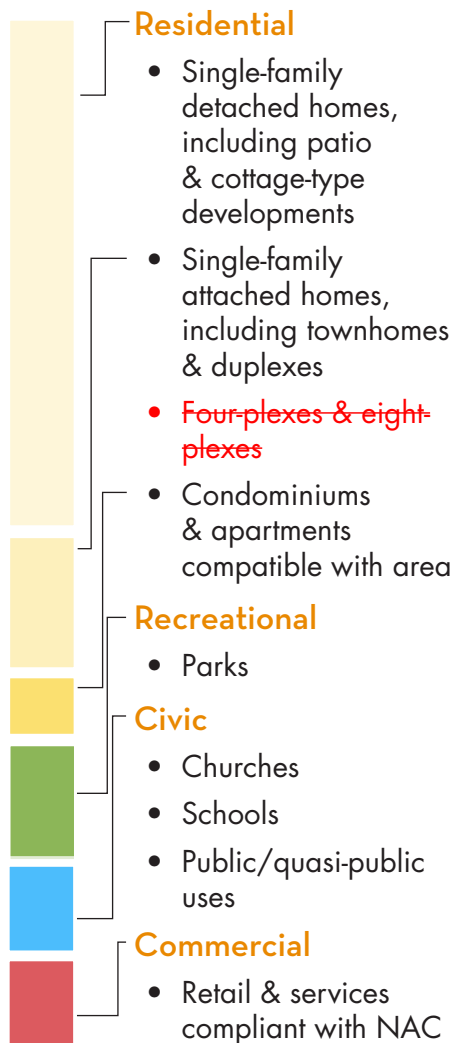 Residential
• Single-family
detached homes,
including patio
& cottage-type
developments
• Single-family
attached homes,
including townhomes
& duplexes
• Four-plexes & eight-
plexes
• Condominiums
& apartments
compatible with area
Recreational
• Parks
Civic
• Churches
• Schools
• Public/quasi-public
uses
Commercial
• Retail & services
compliant with NAC